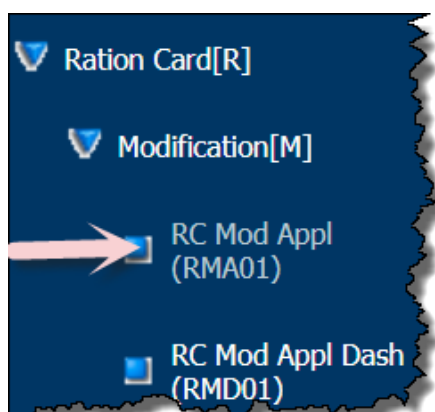 Ration Card[R]
Modification[M]
RC Mod Appl
(RMA01)
RC Mod Appl Dash
(RMD01)